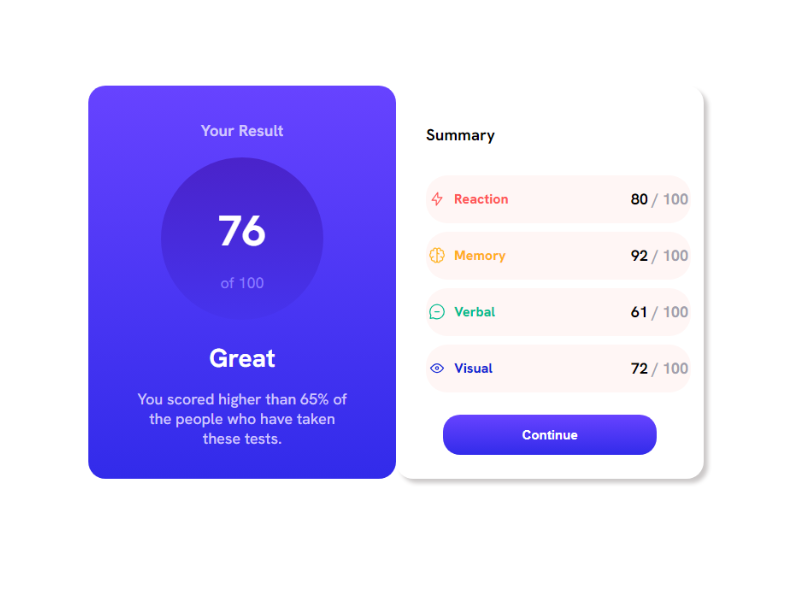 Your Result
76
of 100
Great
You scored higher than 65% of
the people who have taken
these tests.
Summary
Reaction 80 / 100
Memory 92 / 100
Verbal 61 / 100
Visual 72 / 100
Continue